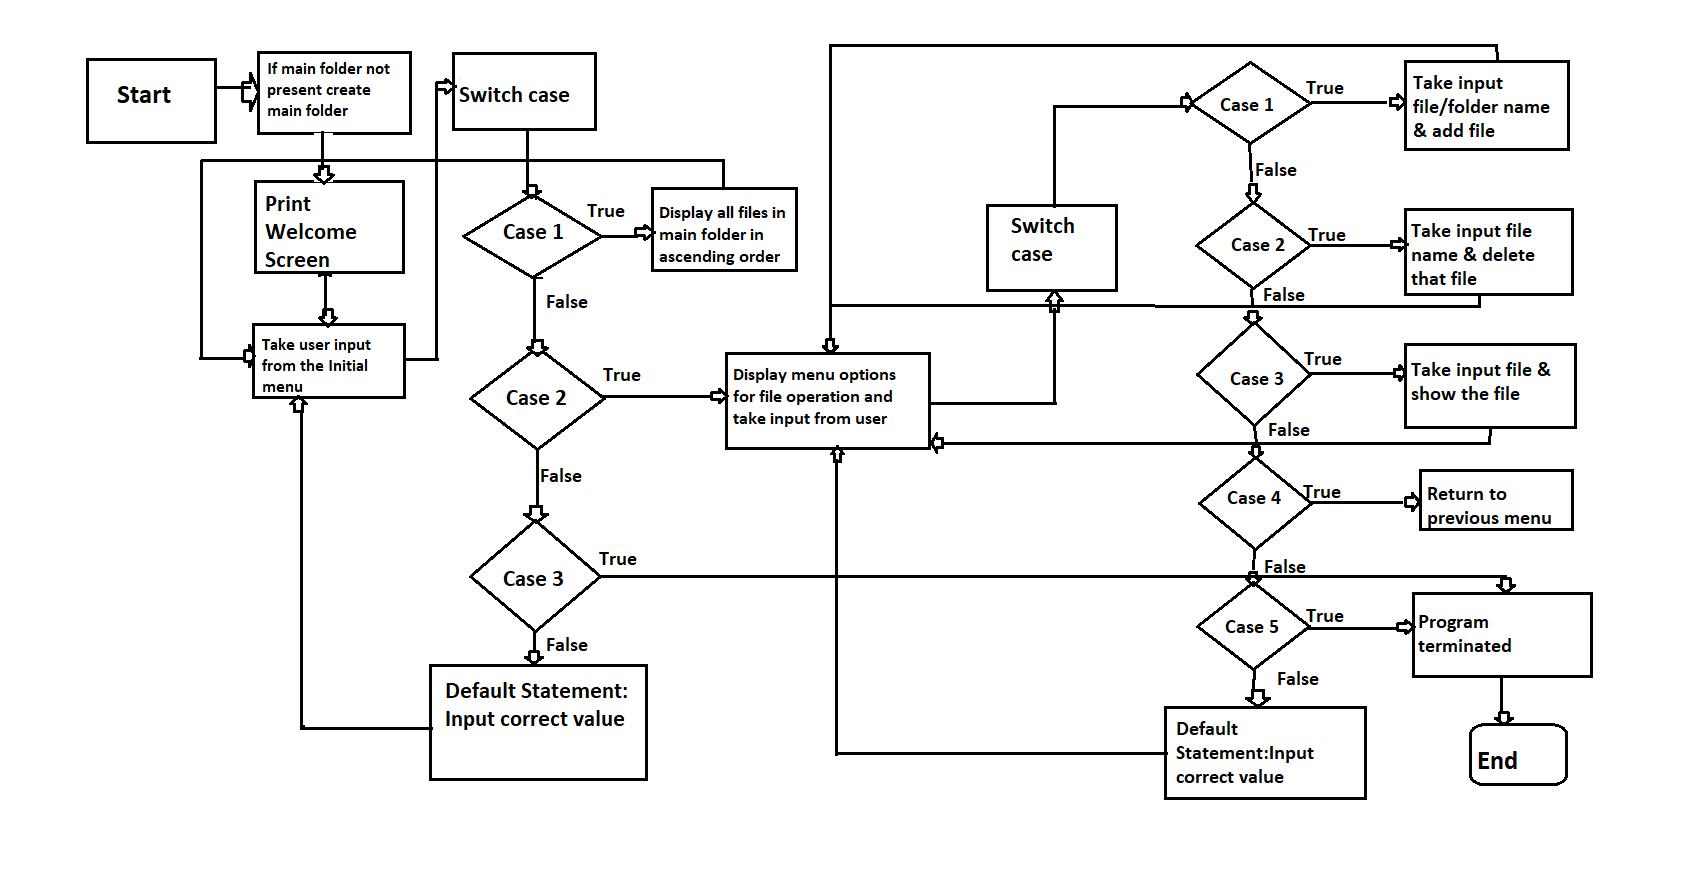 Start
If main folder not
present create
main folder
Print
Welcome
Screen
Take user input
from the Initial
menu
Switch case
Case 1
True
Display all files in
main folder in
ascending order
False
Case 2
True
False
Case 3
True
False
Default Statement:
Input correct value
Display menu options
for file operation and
take input from user
Switch
case
Case 1
True
Take input
file/folder name
& add file
False
Case 2
True
Take input file
name & delete
that file
False
Case 3
True
Take input file &
show the file
False
Case 4
True
Return to
previous menu
False
Case 5
True
Program
terminated
False
Default
Statement:Input
correct value
End